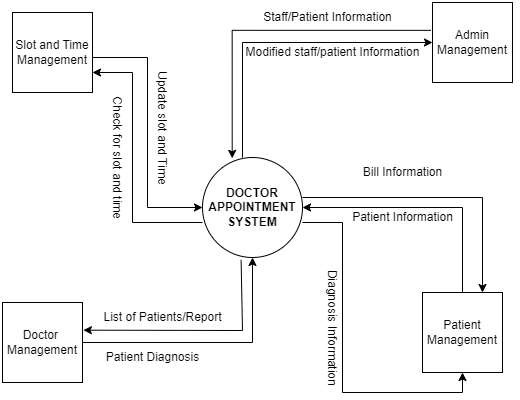 Staff/Patient Information
Slot and Time
Management
Admin
Management
Modified staff/patient Information
Update slot and Time
Check for slot and time
DOCTOR
APPOINTMENT
SYSTEM
Bill Information
Patient Information
Diagnosis Information
List of Patients/Report
Patient Diagnosis
Doctor
Management
Patient
Management